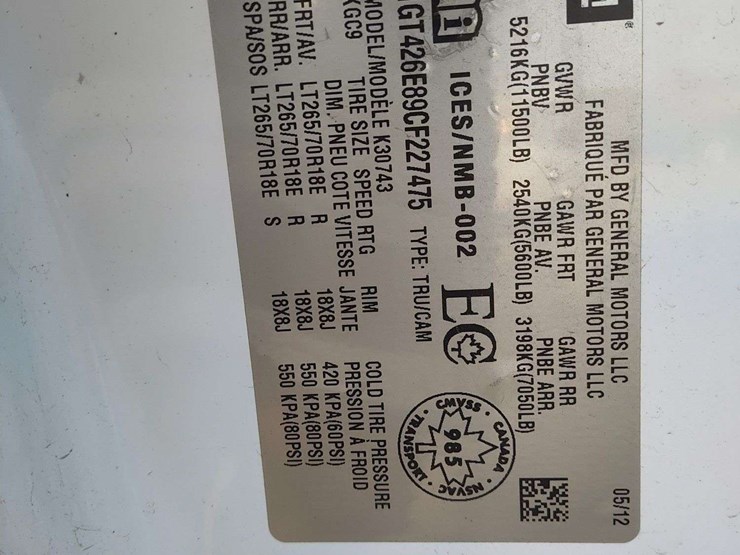 MFD BY GENERAL MOTORS LLC 05/12
FABRIQUÉ PAR GENERAL MOTORS LLC
GVWR GAWR FRT GAWR RR
PNBV PNBE AV. PNBE ARR.
5216KG(11500LB) 2540KG(5600LB) 3198KG(7050LB)
ICES/NMB-002 EC CMVSS CANADA 985 NSVAC TRANSPORT
GT426E89CF227475 TYPE: TRU/CAM
MODEL/MODÈLE K30743
KGC9 TIRE SIZE SPEED RTG RIM COLD TIRE PRESSURE
DIM. PNEU COTE VITESSE JANTE PRESSION À FROID
FRT/AV. LT265/70R18E R 18X8J 420 KPA(60PSI)
RR/ARR. LT265/70R18E R 18X8J 550 KPA(80PSI)
SPA/SOS LT265/70R18E S 18X8J 550 KPA(80PSI)